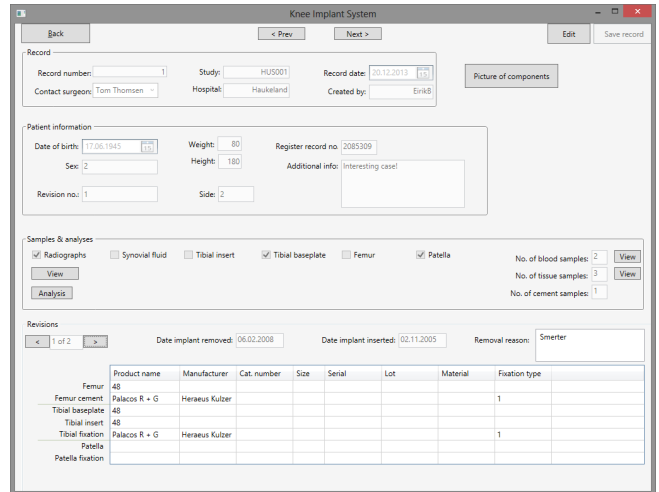 Knee Implant System
Back < Prev Next > Edit Save record
Record
Record number: 1 Study: HUS001 Record date: 20.12.2013 15
Contact surgeon: Tom Thomsen Hospital: Haukeland Created by: EirikB
Picture of components
Patient information
Date of birth: 17.06.1945 15 Weight: 80 Register record no. 2085309
Sex: 2 Height: 180 Additional info: Interesting case!
Revision no.: 1 Side: 2
Samples & analyses
Radiographs Synovial fluid Tibial insert Tibial baseplate Femur Patella
No. of blood samples: 2 View
View No. of tissue samples: 3 View
Analysis No. of cement samples: 1
Revisions
< 1 of 2 > Date implant removed: 06.02.2008 Date implant inserted: 02.11.2005 Removal reason: Smerter
Product name Manufacturer Cat. number Size Serial Lot Material Fixation type
Femur 48
Femur cement Palacos R + G Heraeus Kulzer 1
Tibial baseplate 48
Tibial insert 48
Tibial fixation Palacos R + G Heraeus Kulzer 1
Patella
Patella fixation